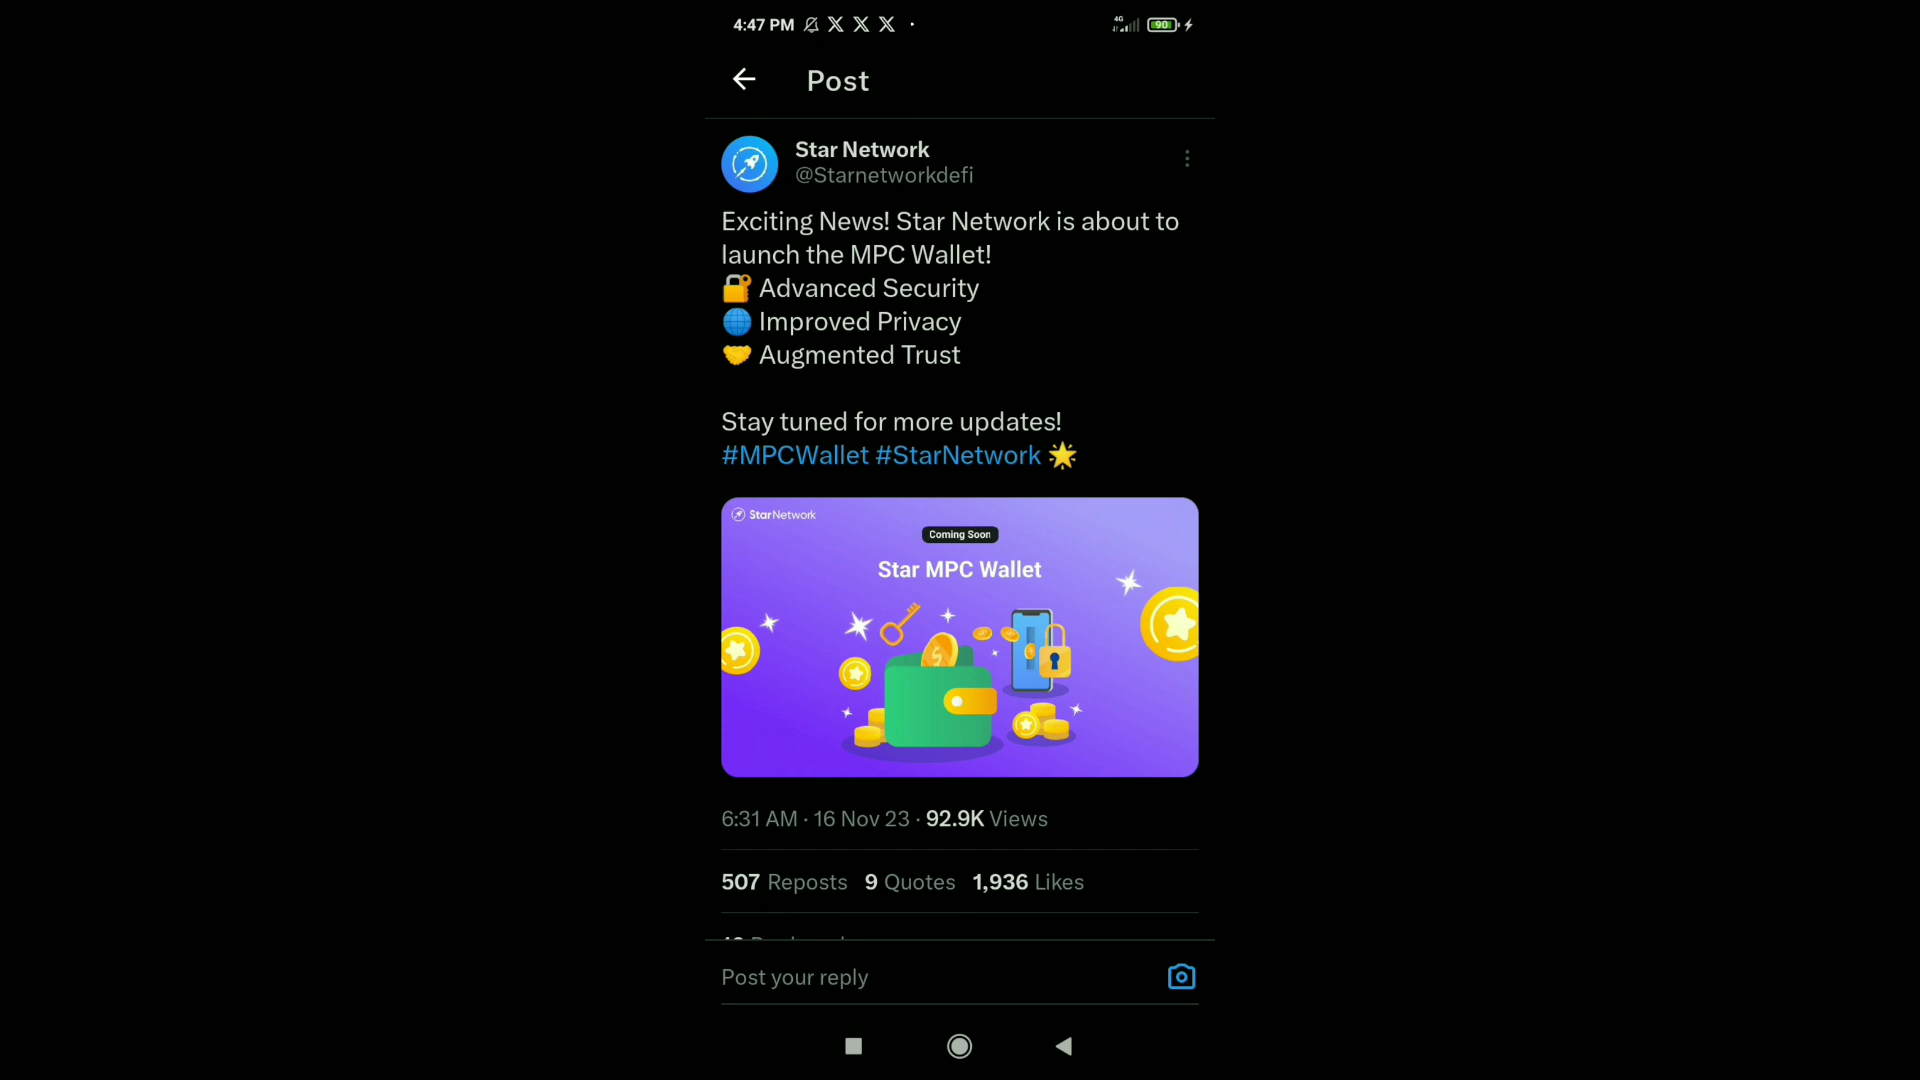 4:47 PM
4G
90
Post
Star Network
@Starnetworkdefi
Exciting News! Star Network is about to
launch the MPC Wallet!
🔐 Advanced Security
🌐 Improved Privacy
🤝 Augmented Trust
Stay tuned for more updates!
#MPCWallet #StarNetwork 🌟
StarNetwork
Coming Soon
Star MPC Wallet
6:31 AM · 16 Nov 23 · 92.9K Views
507 Reposts 9 Quotes 1,936 Likes
Post your reply